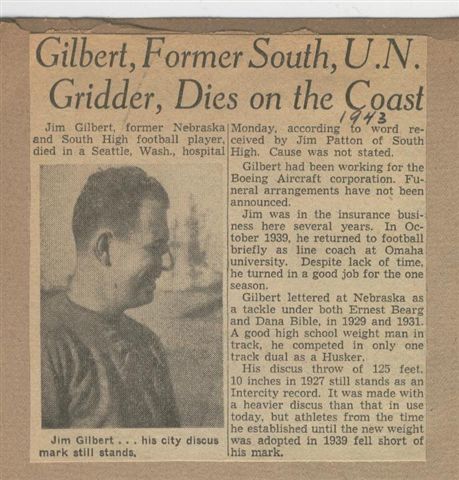 Gilbert, Former South, U.N.
Gridder, Dies on the Coast
1943
Jim Gilbert, former Nebraska
and South High football player,
died in a Seattle, Wash., hospital
Jim Gilbert . . . his city discus
mark still stands.
Monday, according to word re-
ceived by Jim Patton of South
High. Cause was not stated.
Gilbert had been working for the
Boeing Aircraft corporation. Fu-
neral arrangements have not been
announced.
Jim was in the insurance busi-
ness here several years. In Oc-
tober 1939, he returned to football
briefly as line coach at Omaha
university. Despite lack of time,
he turned in a good job for the one
season.
Gilbert lettered at Nebraska as
a tackle under both Ernest Bearg
and Dana Bible, in 1929 and 1931.
A good high school weight man in
track, he competed in only one
track dual as a Husker.
His discus throw of 125 feet,
10 inches in 1927 still stands as an
Intercity record. It was made with
a heavier discus than that in use
today, but athletes from the time
he established until the new weight
was adopted in 1939 fell short of
his mark.